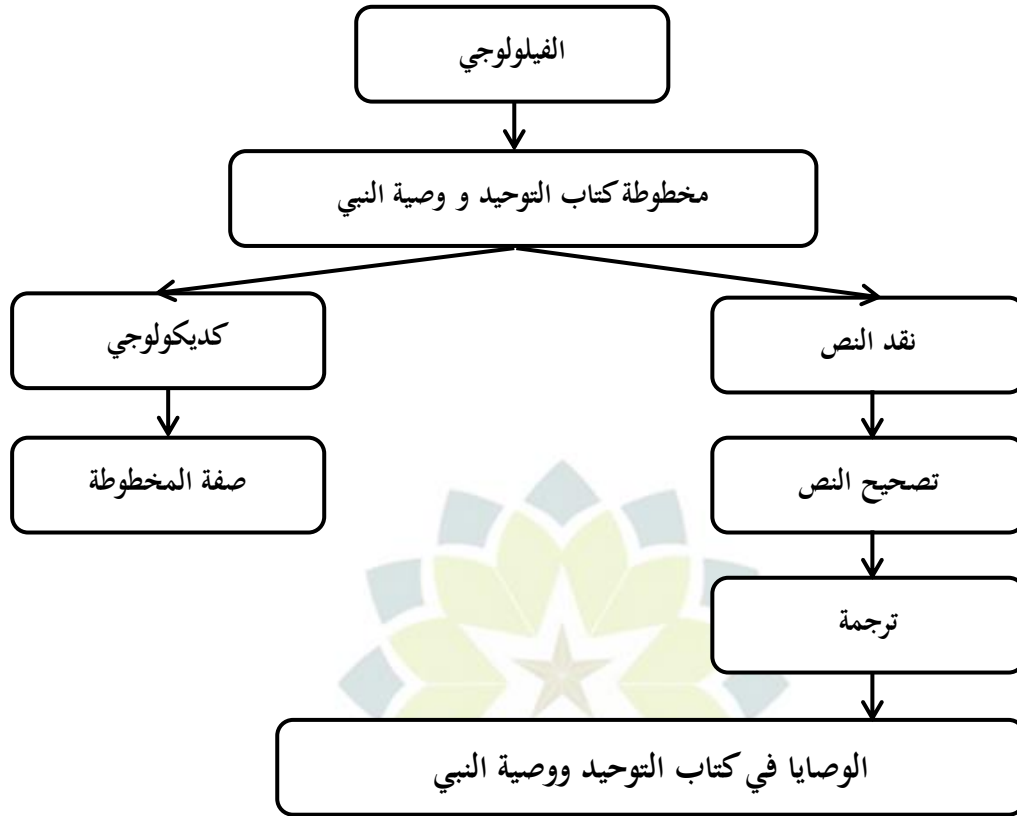 الفيلولوجي
مخطوطة كتاب التوحيد و وصية النبي
نقد النص
كديكولوجي
تصحيح النص
صفة المخطوطة
ترجمة
الوصايا في كتاب التوحيد ووصية النبي